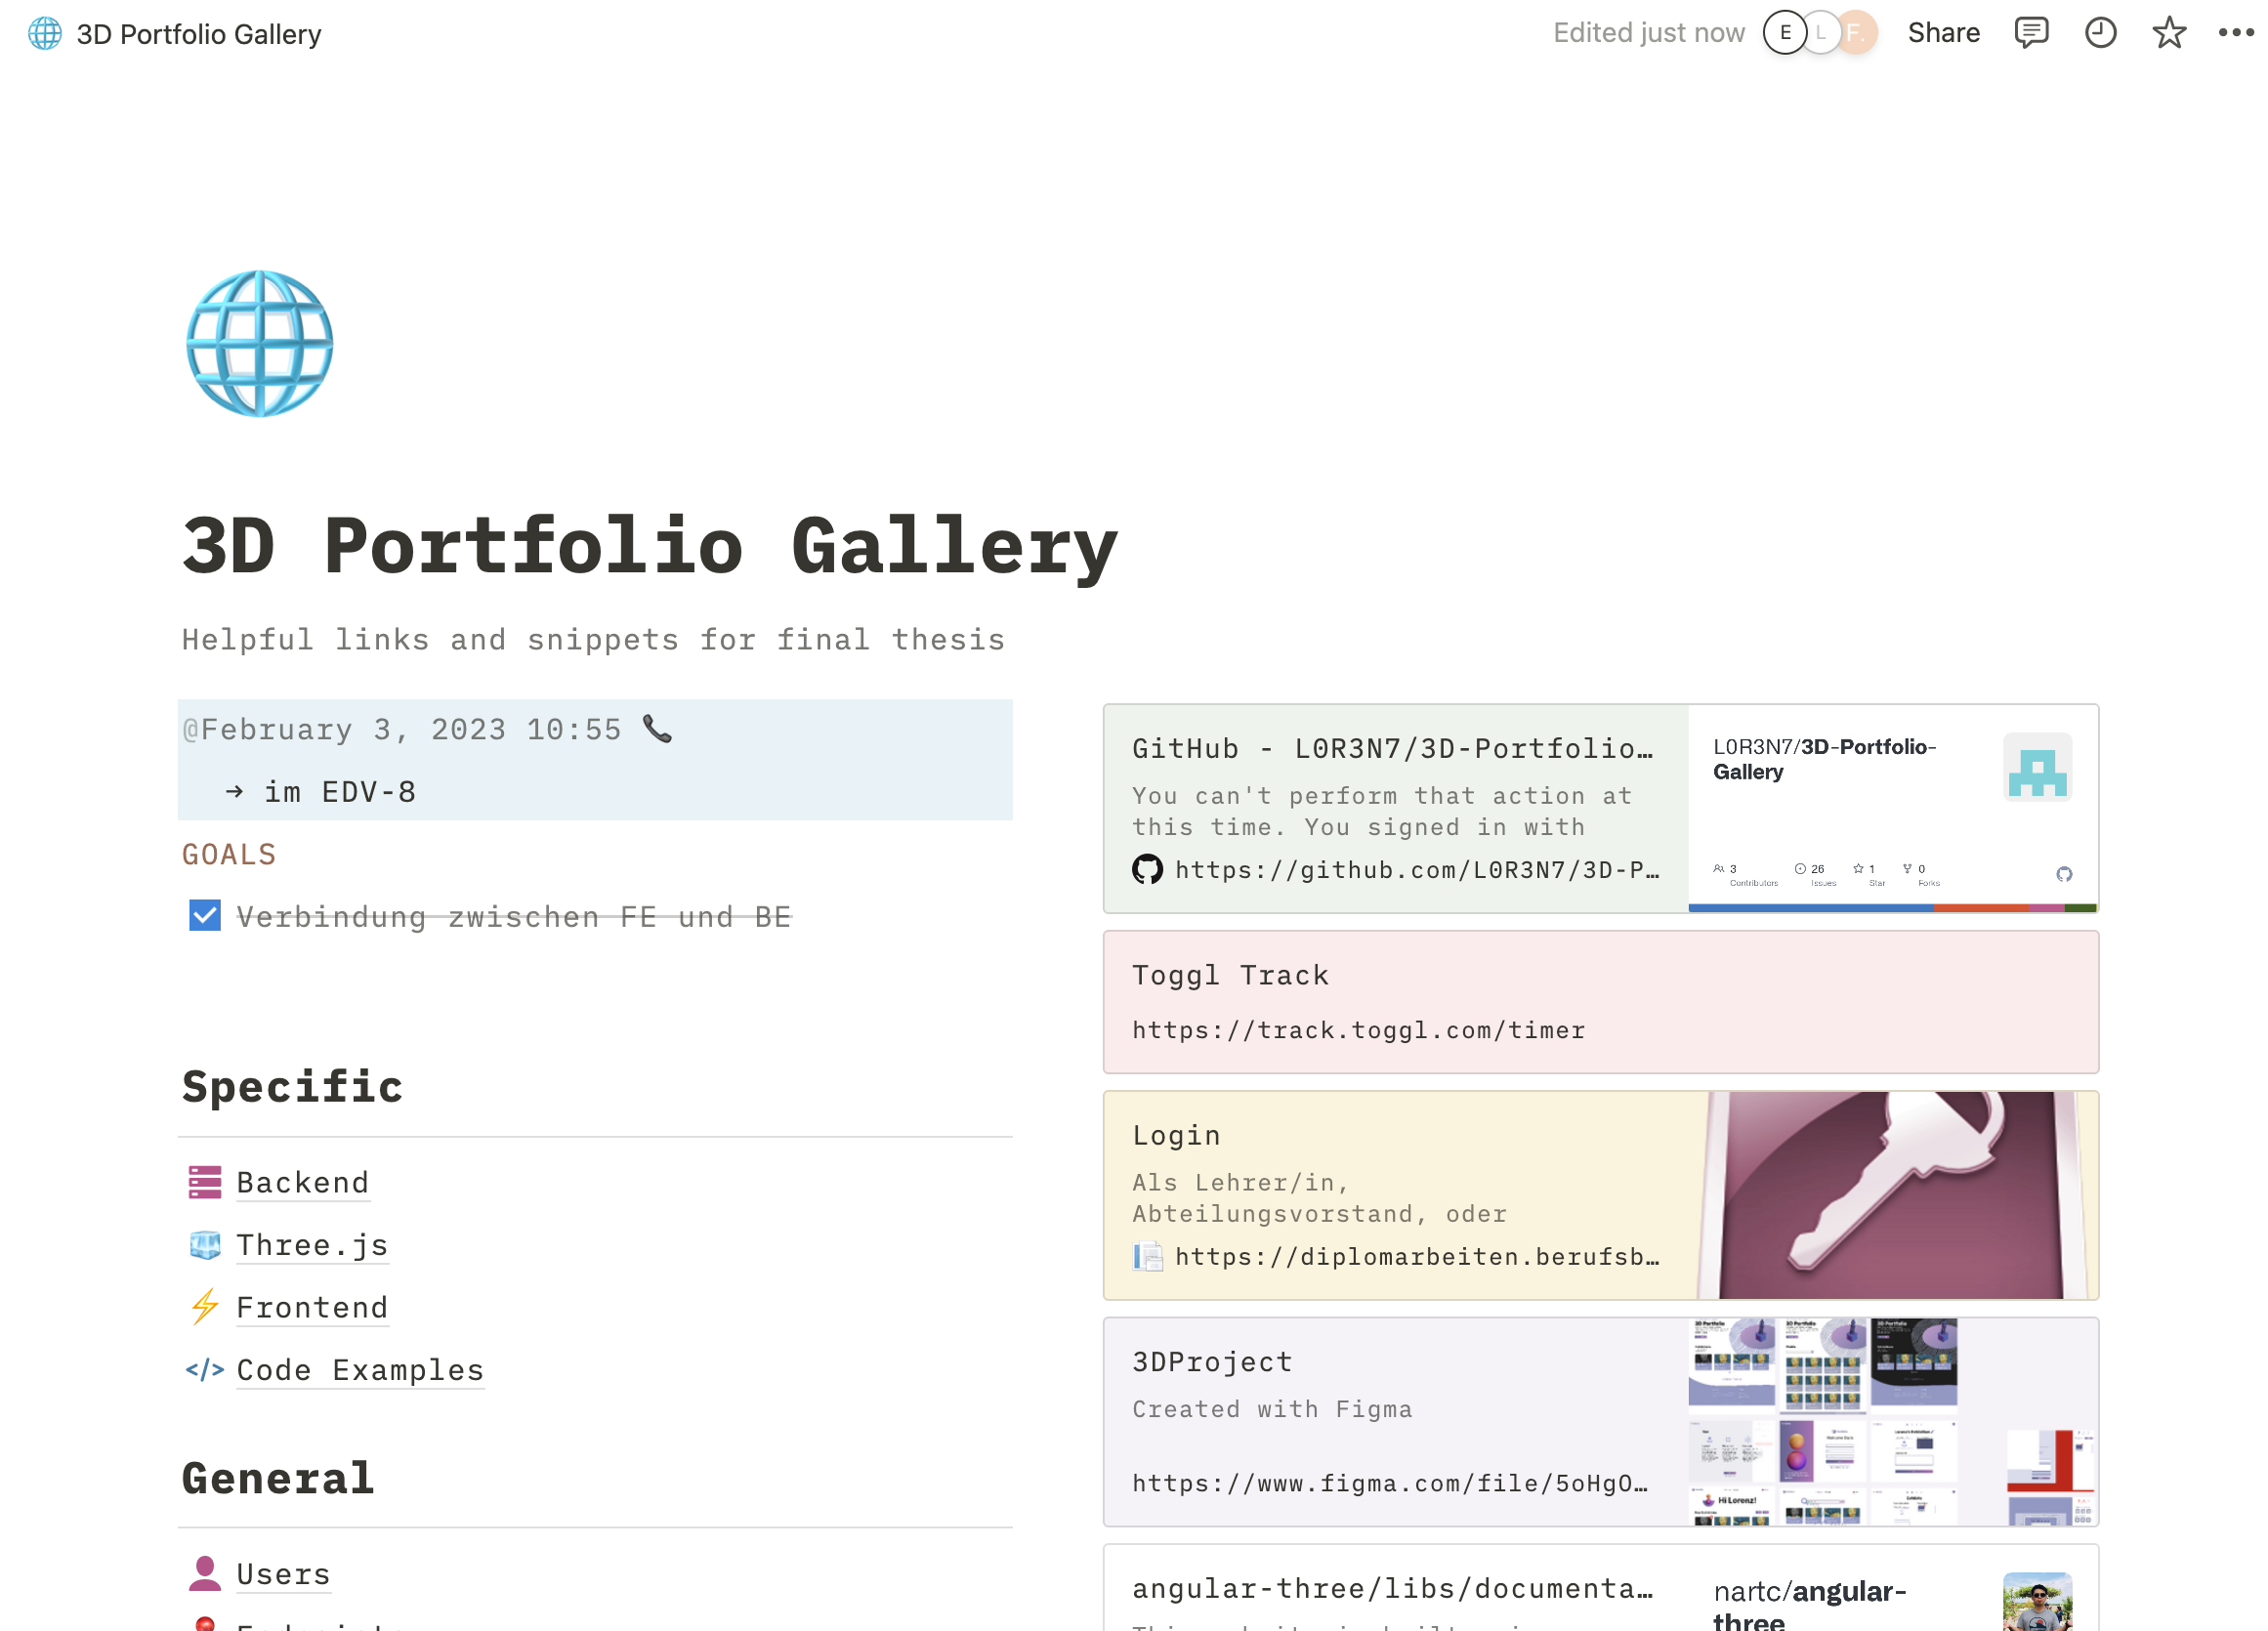 3D Portfolio Gallery
Edited just now
E
L
F.
Share
3D Portfolio Gallery
Helpful links and snippets for final thesis
@February 3, 2023 10:55
→ im EDV-8
GOALS
Verbindung zwischen FE und BE
Specific
Backend
Three.js
Frontend
</> Code Examples
General
Users
GitHub - L0R3N7/3D-Portfolio…
You can't perform that action at
this time. You signed in with
https://github.com/L0R3N7/3D-P…
L0R3N7/3D-Portfolio-
Gallery
3
Contributors
26
Issues
1
Star
0
Forks
Toggl Track
https://track.toggl.com/timer
Login
Als Lehrer/in,
Abteilungsvorstand, oder
https://diplomarbeiten.berufsb…
3DProject
Created with Figma
https://www.figma.com/file/5oHgO…
3D Portfolio
3D Portfolio
Hi Lorenz!
angular-three/libs/documenta…
nartc/angular-
three